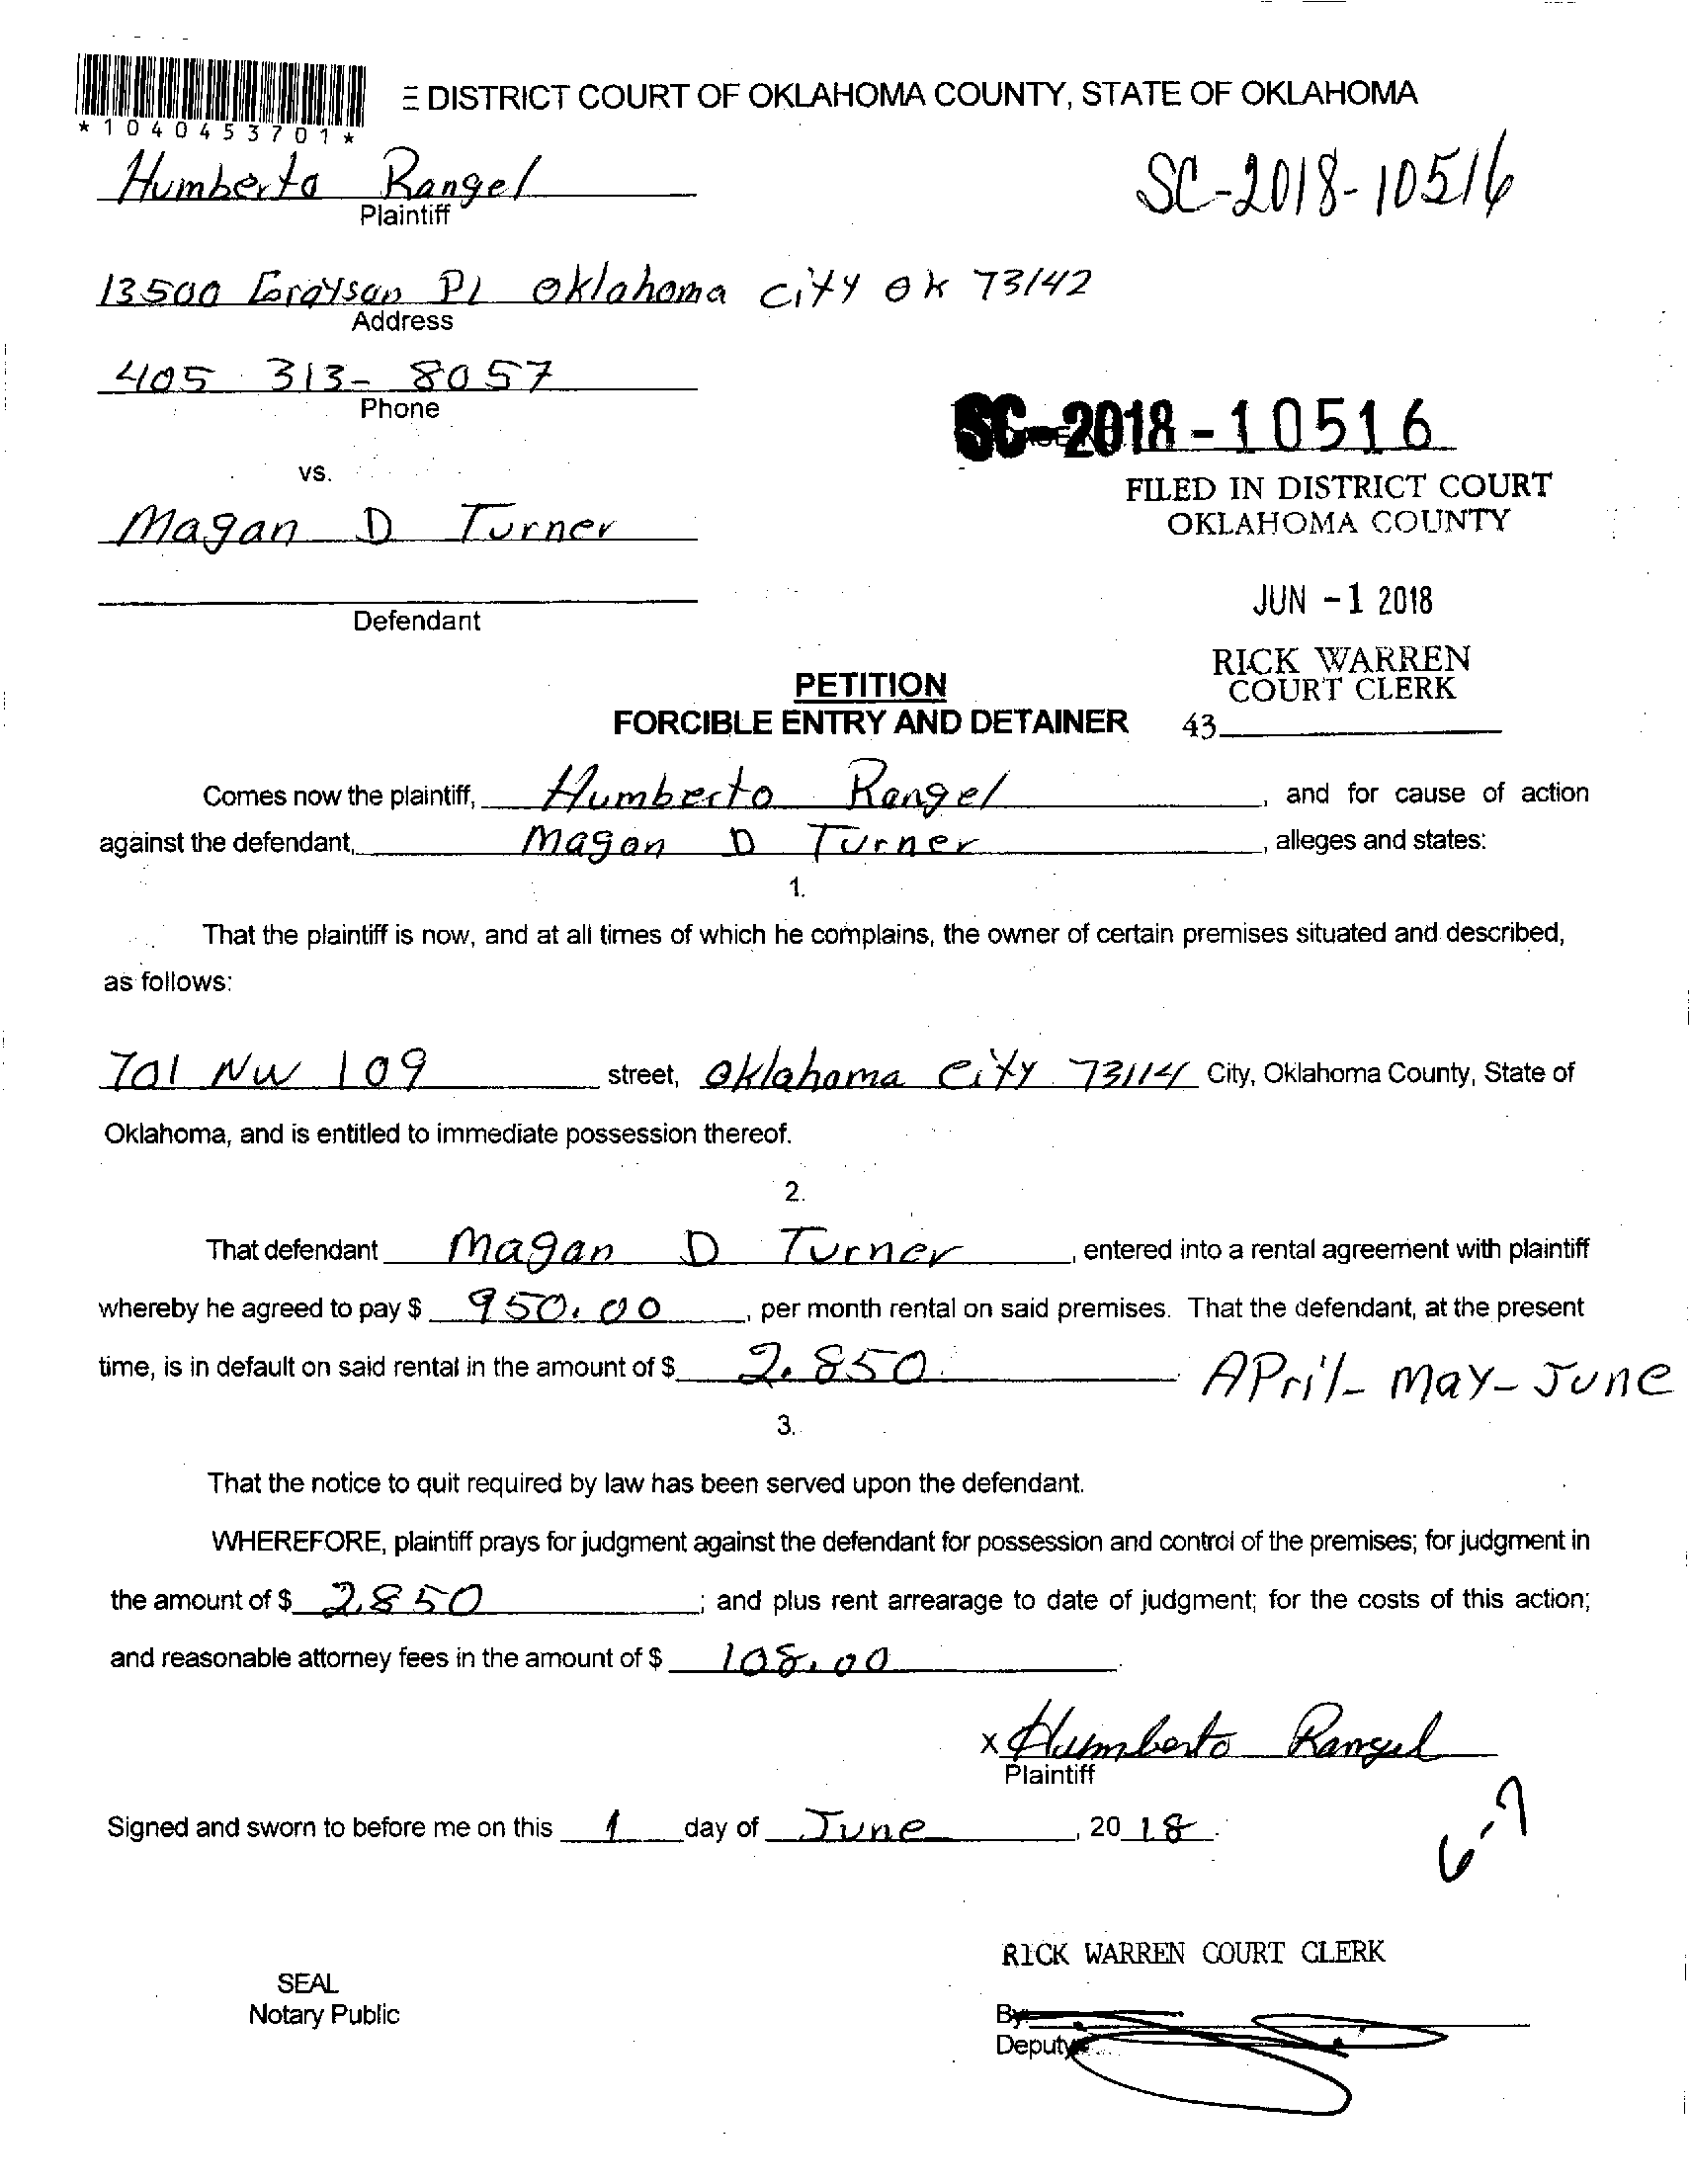 E DISTRICT COURT OF OKLAHOMA COUNTY, STATE OF OKLAHOMA
*1040453701*
Humberto Rangel
Plaintiff
SC-2018-10516
13500 Graysan Pl oklahoma city ok 73142
Address
405 313-8057
Phone
SC-2018-10516
vs.
FILED IN DISTRICT COURT
OKLAHOMA COUNTY
Magan D Turner
JUN -1 2018
Defendant
RICK WARREN
COURT CLERK
PETITION
FORCIBLE ENTRY AND DETAINER
43
Comes now the plaintiff, Humberto Rangel, and for cause of action
against the defendant, Magan D Turner, alleges and states:
1.
That the plaintiff is now, and at all times of which he complains, the owner of certain premises situated and described,
as follows:
701 NW 109 street, oklahoma city 73114 City, Oklahoma County, State of
Oklahoma, and is entitled to immediate possession thereof.
2.
That defendant Magan D Turner, entered into a rental agreement with plaintiff
whereby he agreed to pay $ 950.00, per month rental on said premises. That the defendant, at the present
time, is in default on said rental in the amount of $ 2.850. APril- May- June
3.
That the notice to quit required by law has been served upon the defendant.
WHEREFORE, plaintiff prays for judgment against the defendant for possession and control of the premises; for judgment in
the amount of $ 2,850; and plus rent arrearage to date of judgment; for the costs of this action;
and reasonable attorney fees in the amount of $ 108.00.
x Humberto Rangel
Plaintiff
Signed and sworn to before me on this 1 day of June, 20 18.
6-7
RICK WARREN COURT CLERK
SEAL
Notary Public
By
Deputy